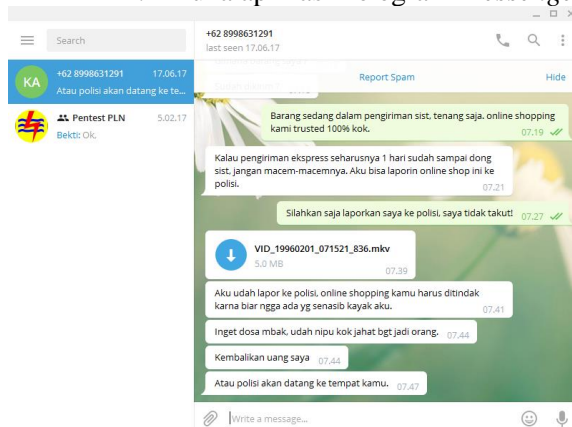 aplikasi Telegram Messenge
Search
+62 8998631291
last seen 17.06.17
KA
+62 8998631291 17.06.17
Atau polisi akan datang ke te...
Pentest PLN 5.02.17
Bekti: Ok.
Report Spam Hide
Barang sedang dalam pengiriman sist, tenang saja. online shopping
kami trusted 100% kok.
07.19
Kalau pengiriman ekspress seharusnya 1 hari sudah sampai dong
sist, jangan macem-macemnya. Aku bisa laporin online shop ini ke
polisi.
07.21
Silahkan saja laporkan saya ke polisi, saya tidak takut! 07.27
VID_19960201_071521_836.mkv
5.0 MB
07.39
Aku udah lapor ke polisi, online shopping kamu harus ditindak
karna biar ngga ada yg senasib kayak aku.
07.41
Inget dosa mbak, udah nipu kok jahat bgt jadi orang. 07.44
Kembalikan uang saya 07.44
Atau polisi akan datang ke tempat kamu. 07.47
Write a message...